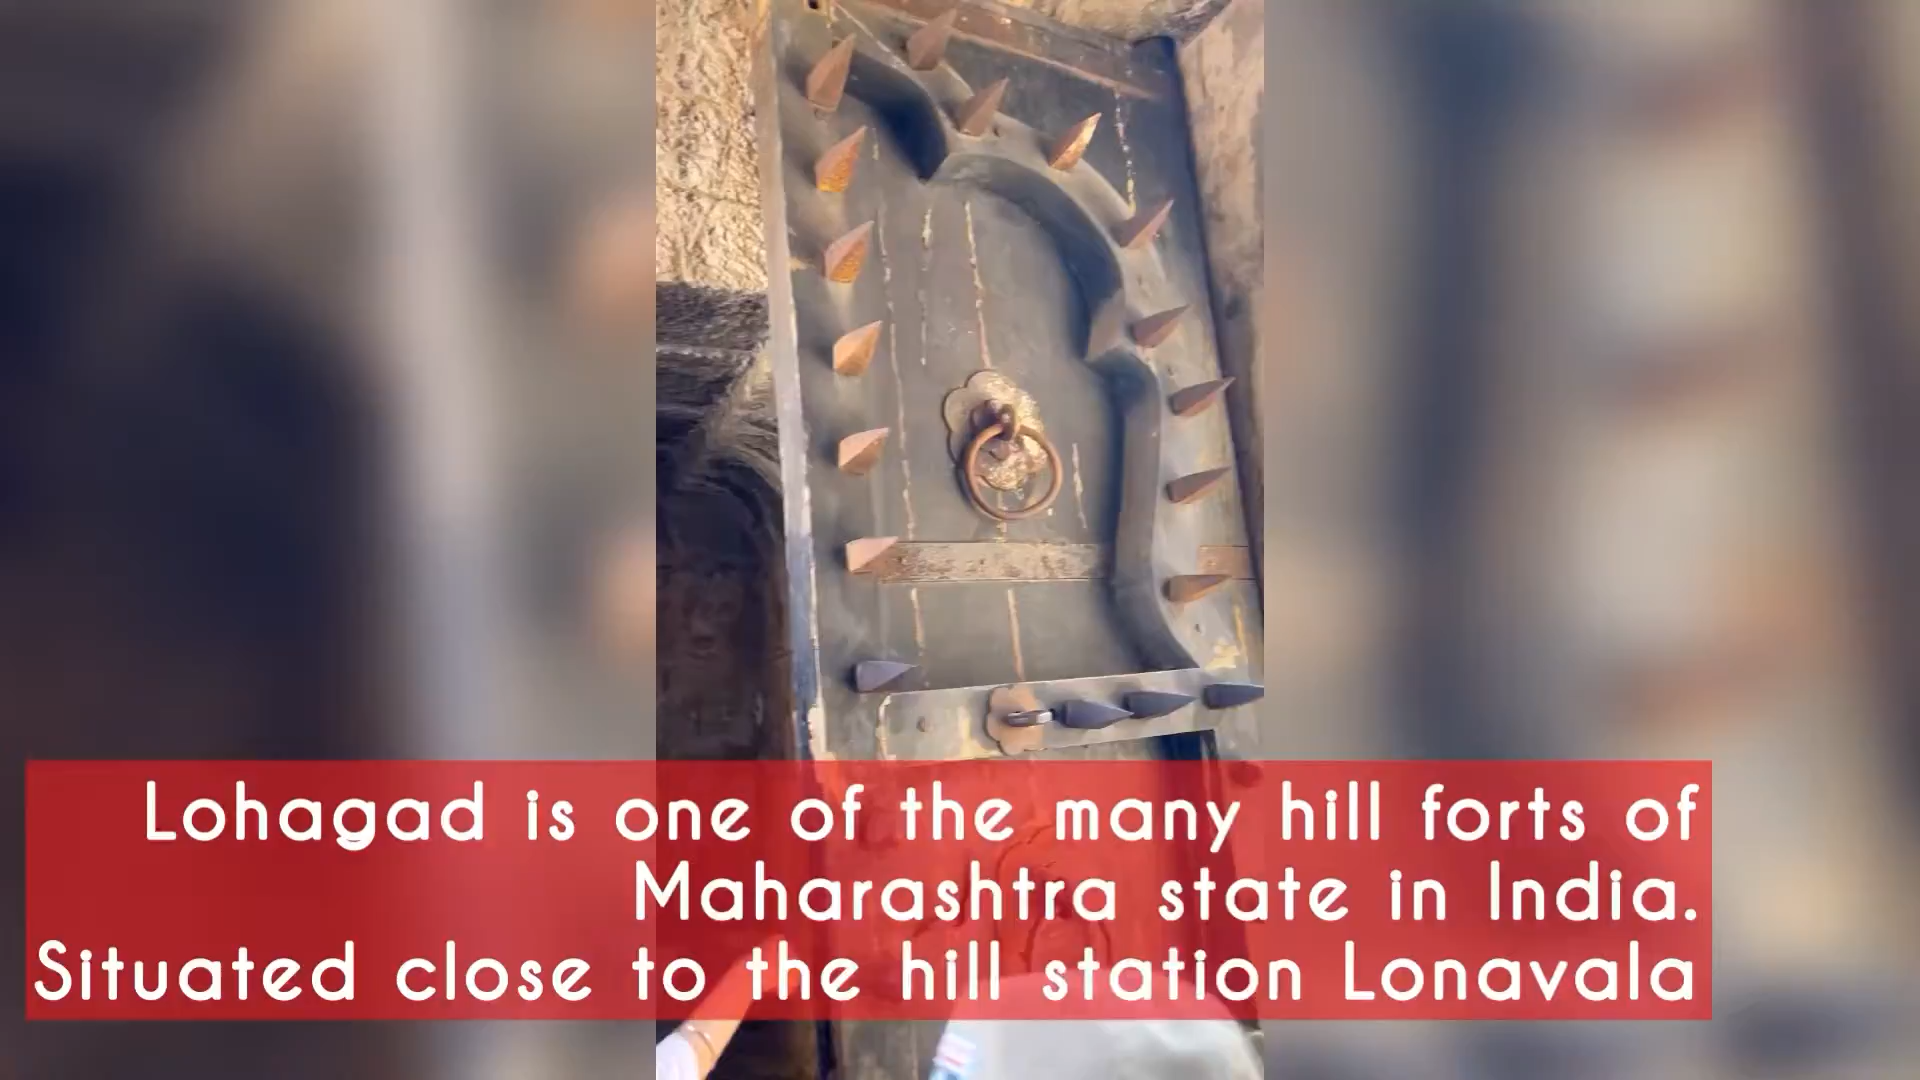 Lohagad is one of the many hill forts of
Maharashtra state in India.
Situated close to the hill station Lonavala